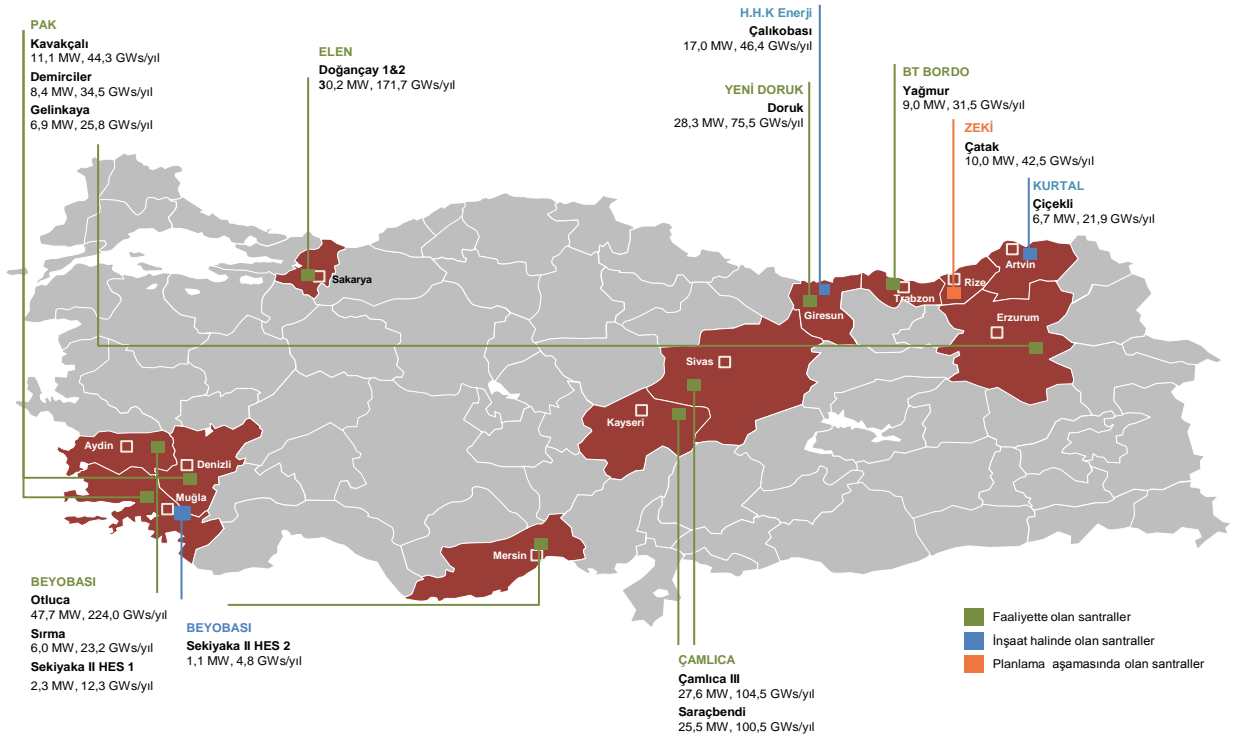 PAK
Kavakçalı
11,1 MW, 44,3 GWs/yıl
Demirciler
8,4 MW, 34,5 GWs/yıl
Gelinkaya
6,9 MW, 25,8 GWs/yıl
ELEN
Doğançay 1&2
30,2 MW, 171,7 GWs/yıl
H.H.K Enerji
Çalıkobası
17,0 MW, 46,4 GWs/yıl
YENİ DORUK
Doruk
28,3 MW, 75,5 GWs/yıl
BT BORDO
Yağmur
9,0 MW, 31,5 GWs/yıl
ZEKİ
Çatak
10,0 MW, 42,5 GWs/yıl
KURTAL
Çiçekli
6,7 MW, 21,9 GWs/yıl
Sakarya
Artvin
Rize
Trabzon
Giresun
Erzurum
Sivas
Kayseri
Aydin
Denizli
Muğla
Mersin
BEYOBASI
Otluca
47,7 MW, 224,0 GWs/yıl
Sırma
6,0 MW, 23,2 GWs/yıl
Sekiyaka II HES 1
2,3 MW, 12,3 GWs/yıl
BEYOBASI
Sekiyaka II HES 2
1,1 MW, 4,8 GWs/yıl
ÇAMLICA
Çamlıca III
27,6 MW, 104,5 GWs/yıl
Saraçbendi
25,5 MW, 100,5 GWs/yıl
Faaliyette olan santraller
İnşaat halinde olan santraller
Planlama aşamasında olan santraller